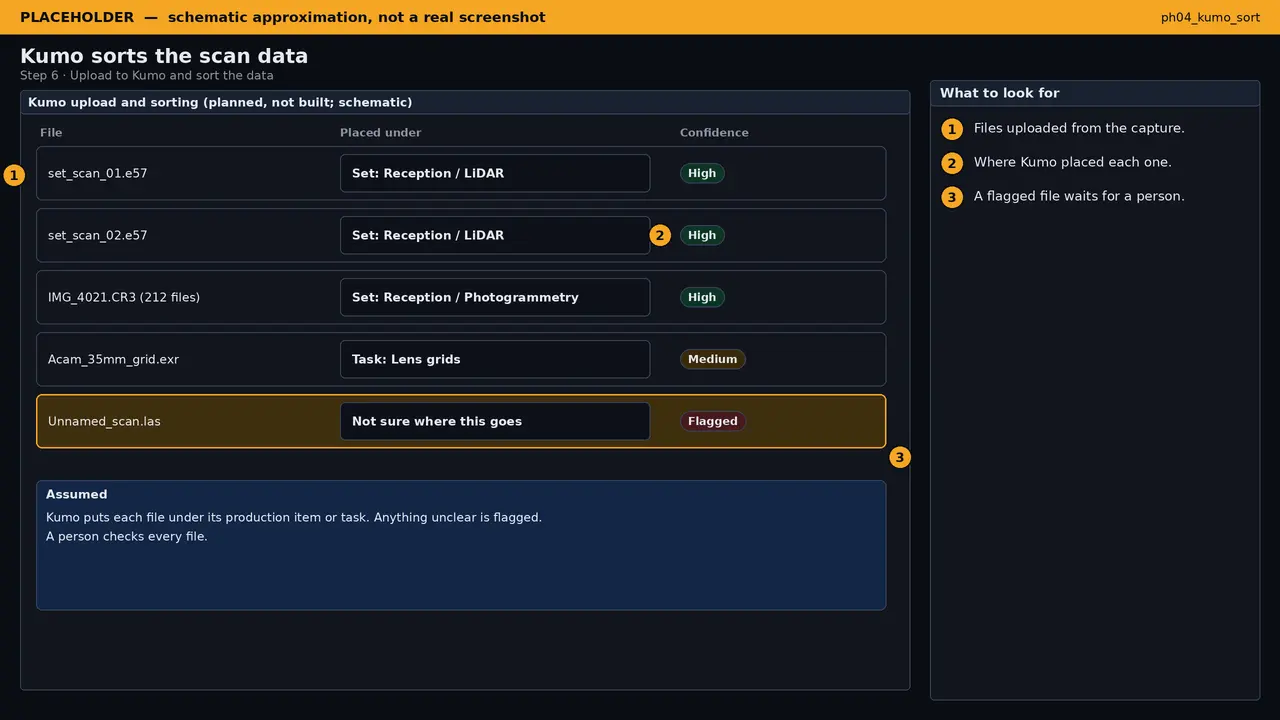 PLACEHOLDER — schematic approximation, not a real screenshot
ph04_kumo_sort
Kumo sorts the scan data
Step 6 · Upload to Kumo and sort the data
Kumo upload and sorting (planned, not built; schematic)
File Placed under Confidence
1
set_scan_01.e57 Set: Reception / LiDAR High
set_scan_02.e57 Set: Reception / LiDAR 2 High
IMG_4021.CR3 (212 files) Set: Reception / Photogrammetry High
Acam_35mm_grid.exr Task: Lens grids Medium
Unnamed_scan.las Not sure where this goes Flagged
3
Assumed
Kumo puts each file under its production item or task. Anything unclear is flagged.
A person checks every file.
What to look for
1 Files uploaded from the capture.
2 Where Kumo placed each one.
3 A flagged file waits for a person.